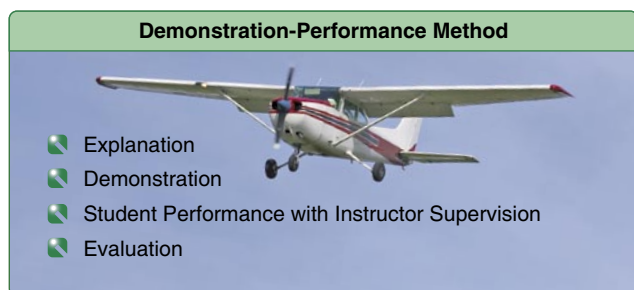 Demonstration-Performance Method
Explanation
Demonstration
Student Performance with Instructor Supervision
Evaluation